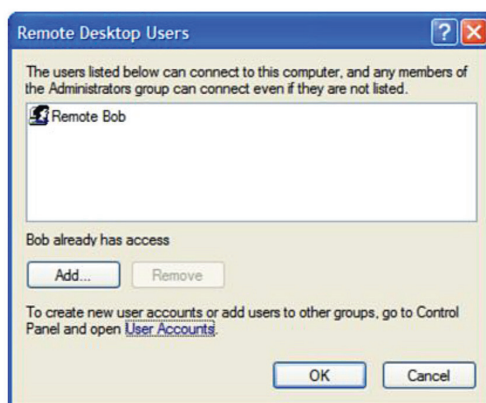 Remote Desktop Users
The users listed below can connect to this computer, and any members of
the Administrators group can connect even if they are not listed.
Remote Bob
Bob already has access
Add... Remove
To create new user accounts or add users to other groups, go to Control
Panel and open User Accounts.
OK Cancel